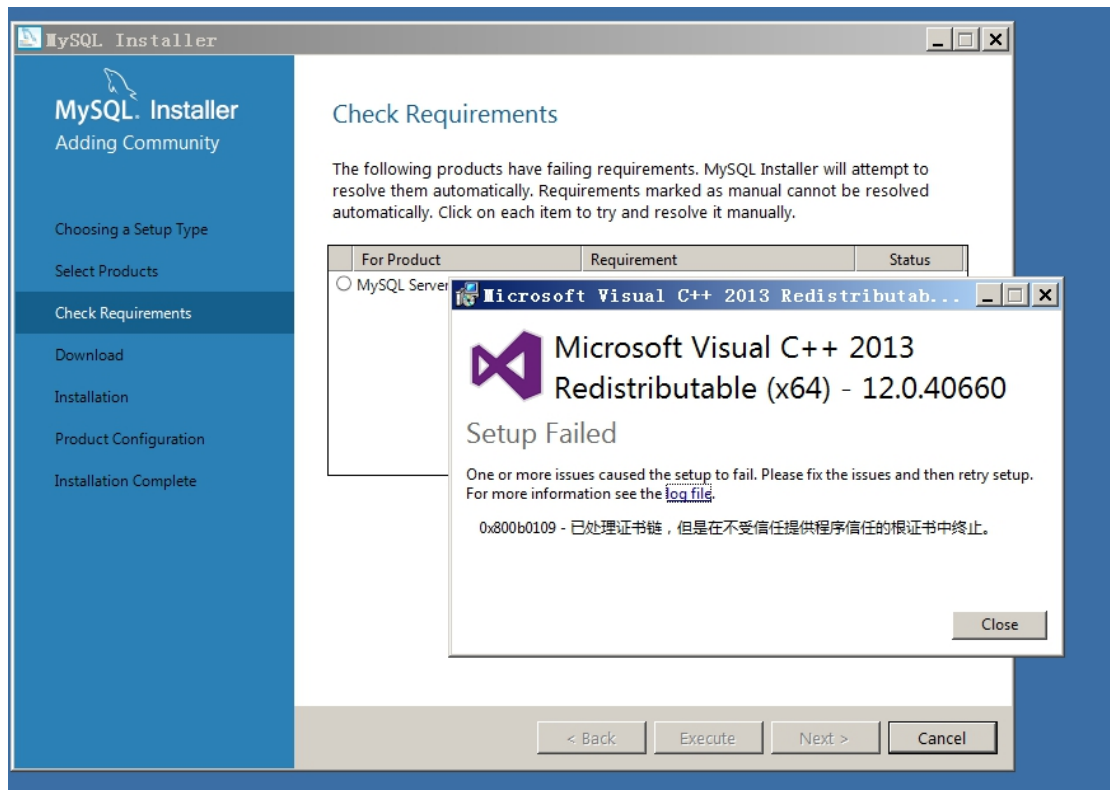 MySQL Installer
MySQL. Installer
Adding Community
Choosing a Setup Type
Select Products
Check Requirements
Download
Installation
Product Configuration
Installation Complete
Check Requirements
The following products have failing requirements. MySQL Installer will attempt to
resolve them automatically. Requirements marked as manual cannot be resolved
automatically. Click on each item to try and resolve it manually.
For Product Requirement Status
MySQL Server
Microsoft Visual C++ 2013 Redistributab...
Microsoft Visual C++ 2013
Redistributable (x64) - 12.0.40660
Setup Failed
One or more issues caused the setup to fail. Please fix the issues and then retry setup.
For more information see the log file.
0x800b0109 - 已处理证书链，但是在不受信任提供程序信任的根证书中终止。
Close
< Back Execute Next > Cancel